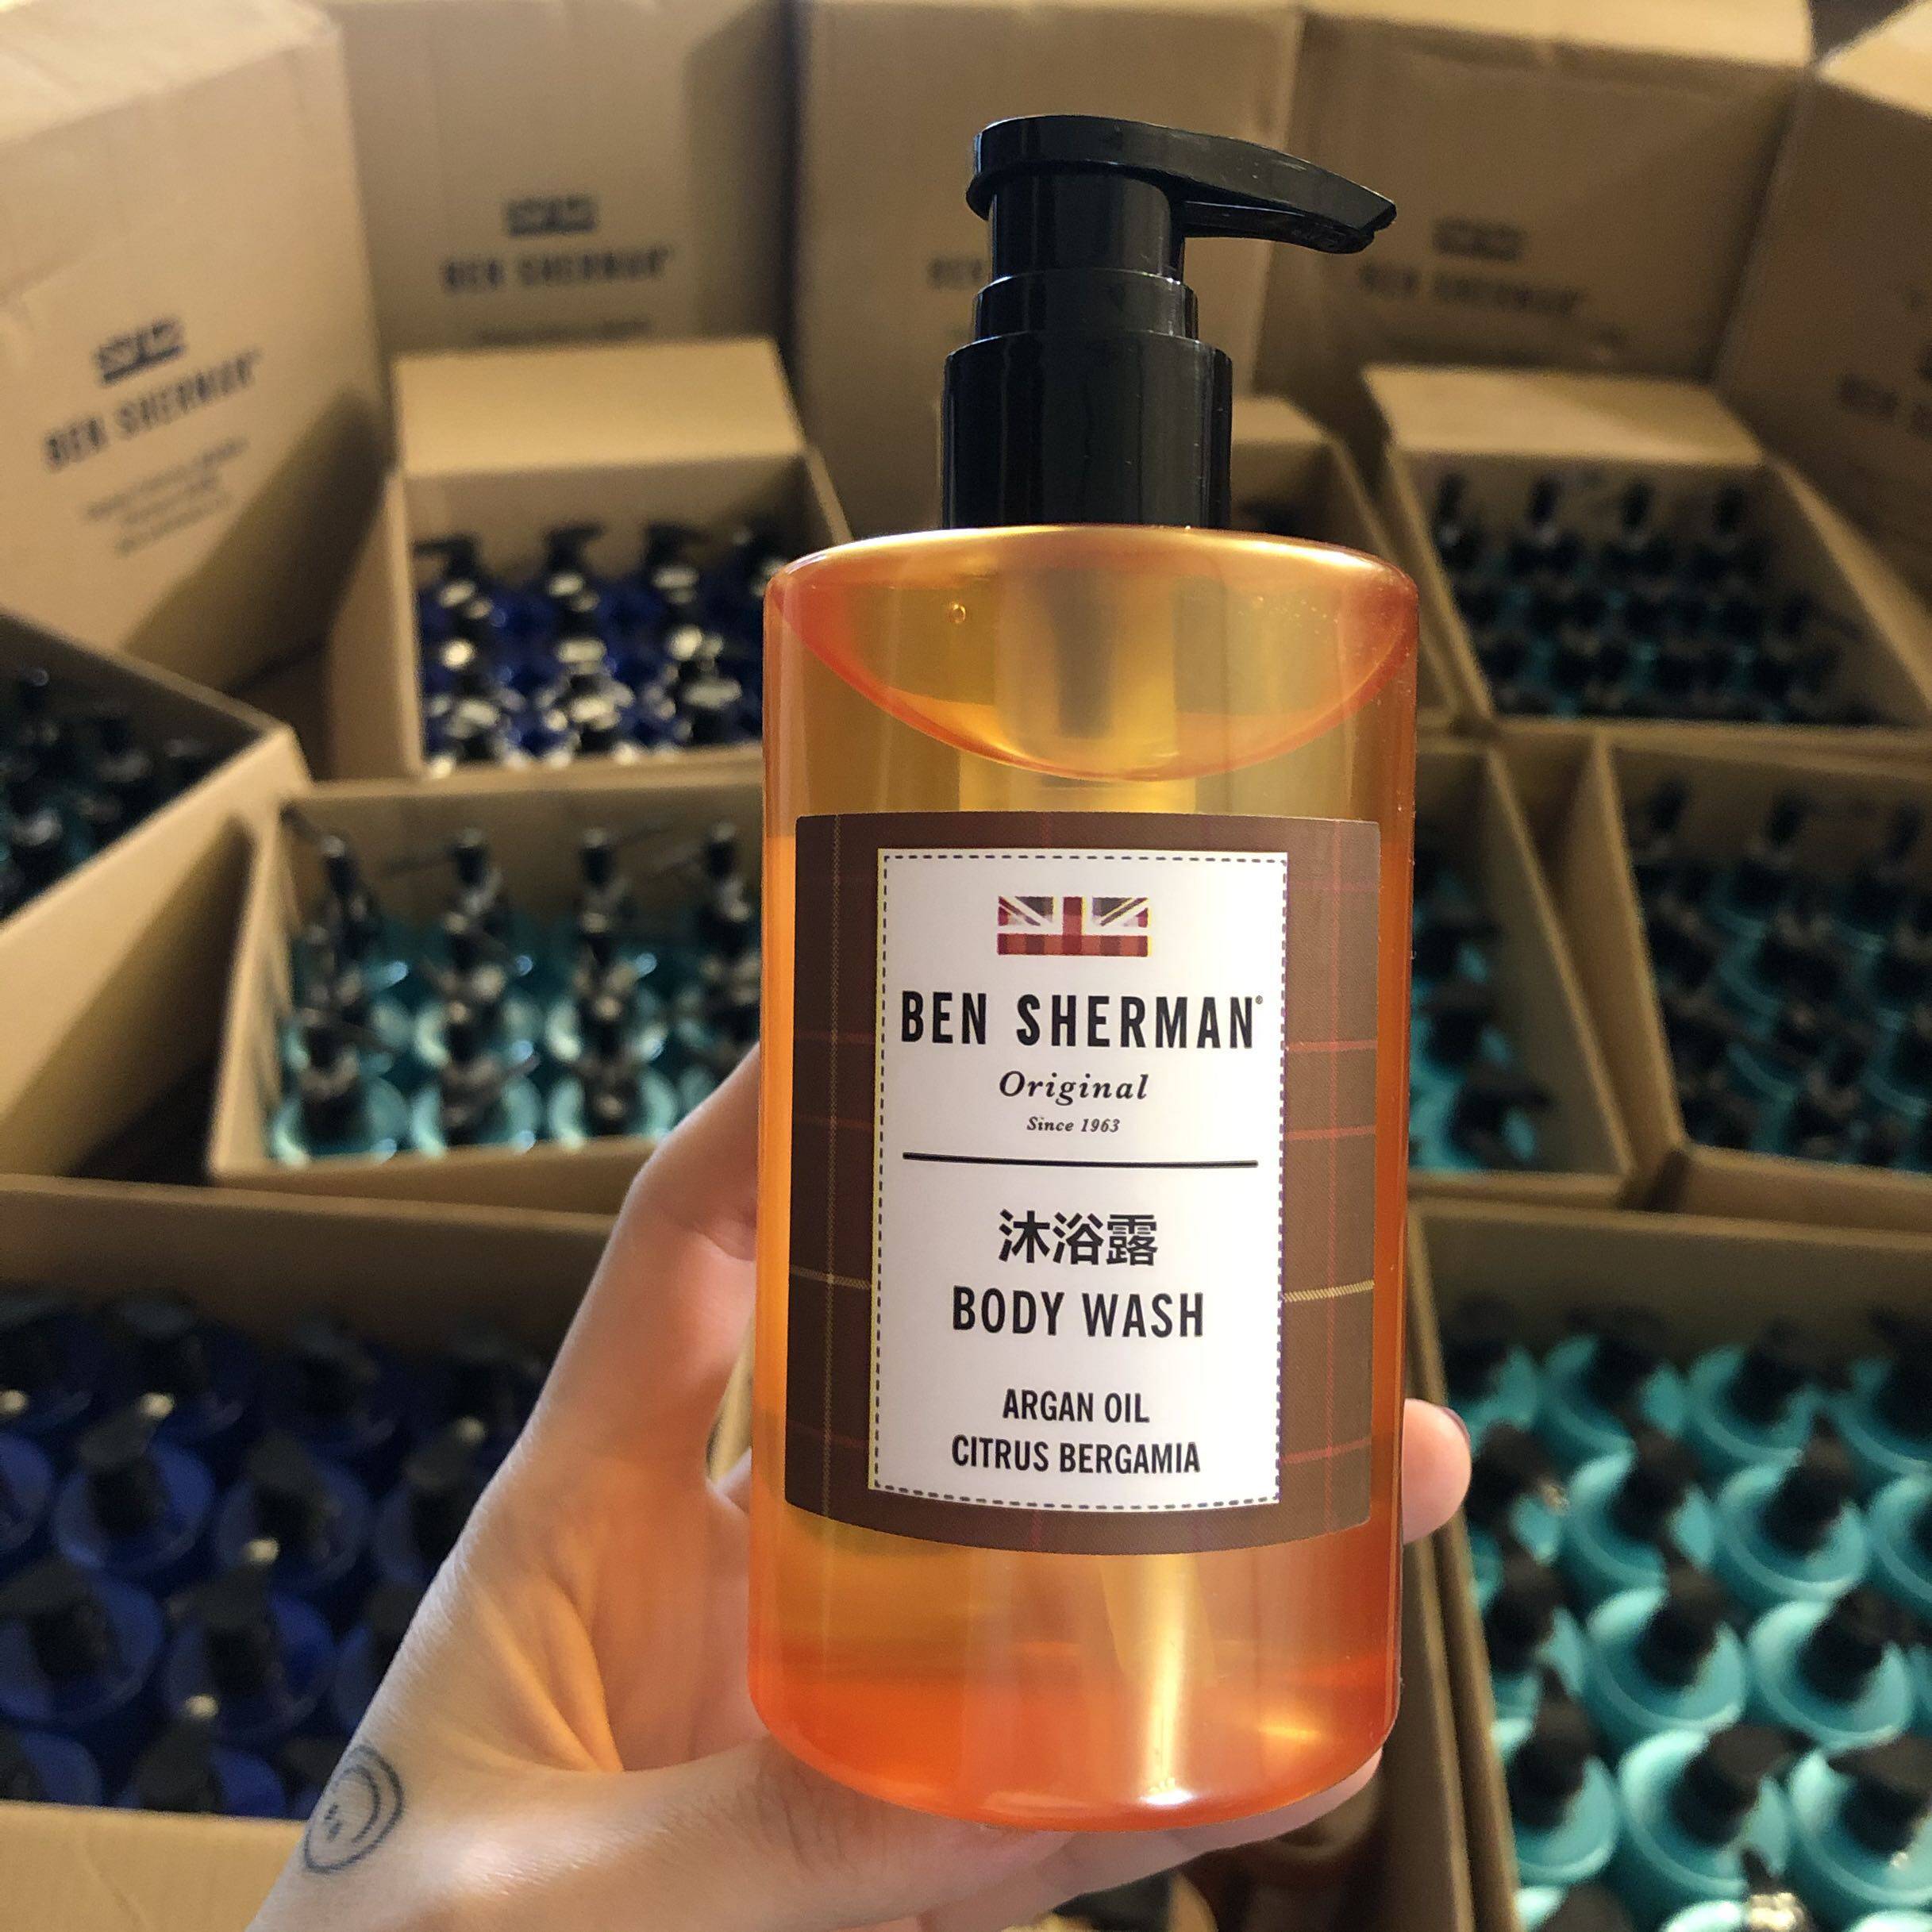 BEN SHERMAN
BEN SHERMAN
BEN SHERMAN
BEN SHERMAN®
Original
Since 1963
沐浴露
BODY WASH
ARGAN OIL
CITRUS BERGAMIA